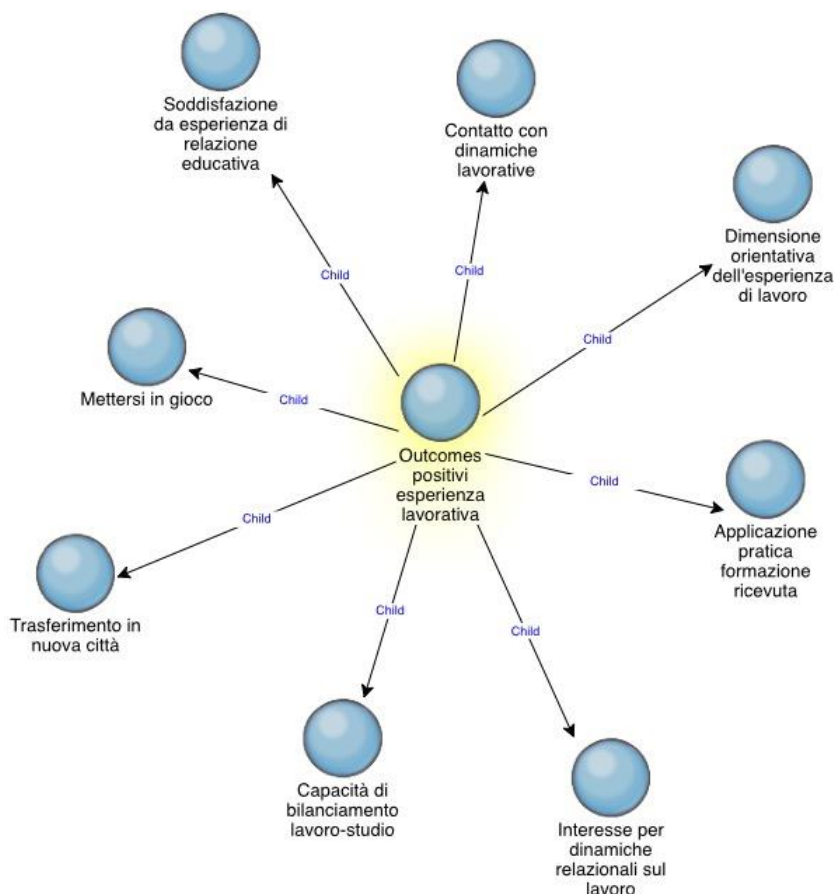 Soddisfazione
da esperienza di
relazione
educativa
Contatto con
dinamiche
lavorative
Dimensione
orientativa
dell'esperienza
di lavoro
Child
Child
Child
Mettersi in gioco
Child
Outcomes
positivi
esperienza
lavorativa
Child
Applicazione
pratica
formazione
ricevuta
Child
Trasferimento in
nuova città
Child
Child
Capacità di
bilanciamento
lavoro-studio
Interesse per
dinamiche
relazionali sul
lavoro